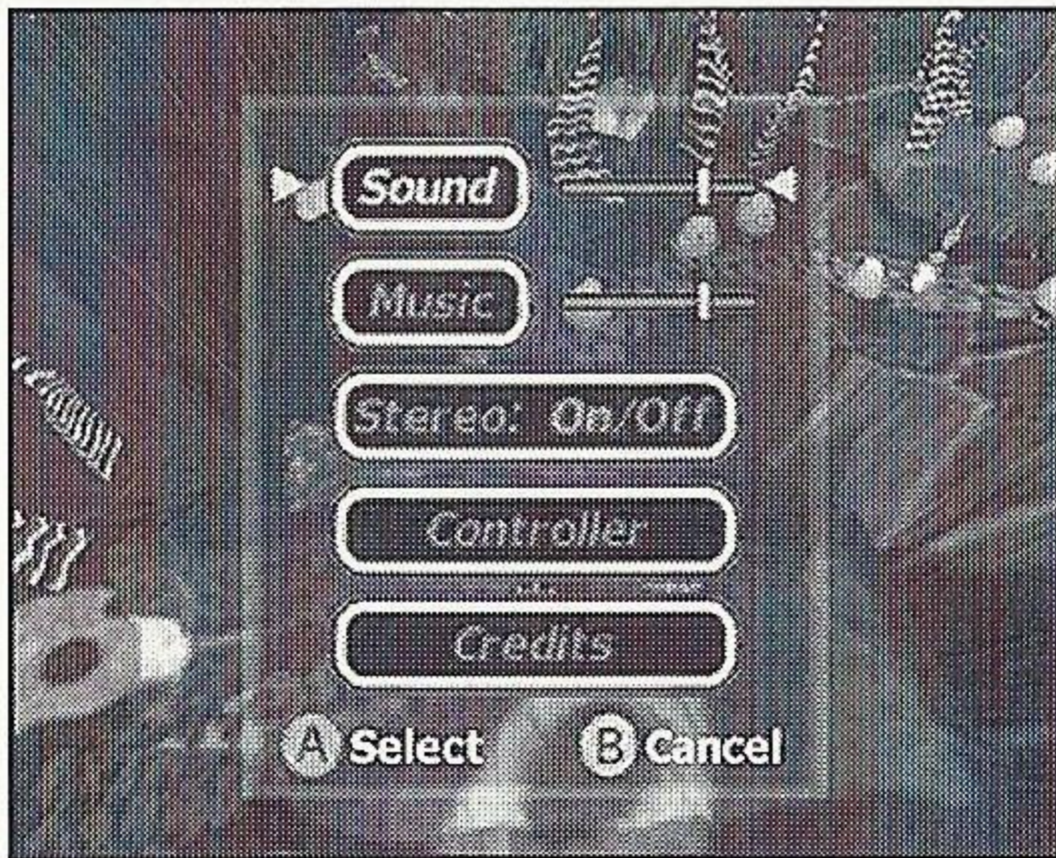 Sound
Music
Stereo: On/Off
Controller
Credits
A Select B Cancel